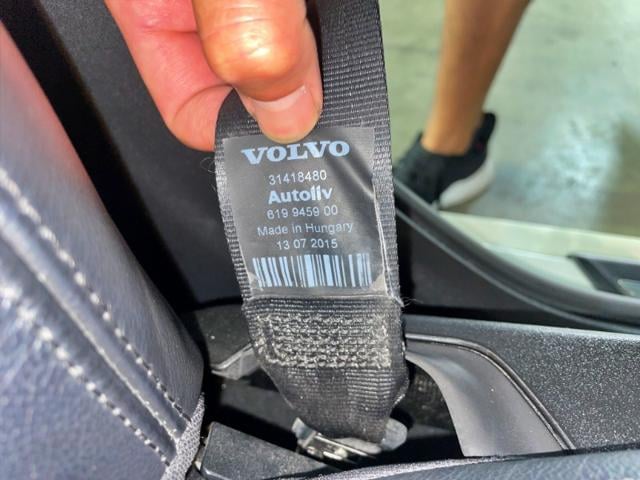 VOLVO
31418480
Autoliv
619 9459 00
Made in Hungary
13 07 2015